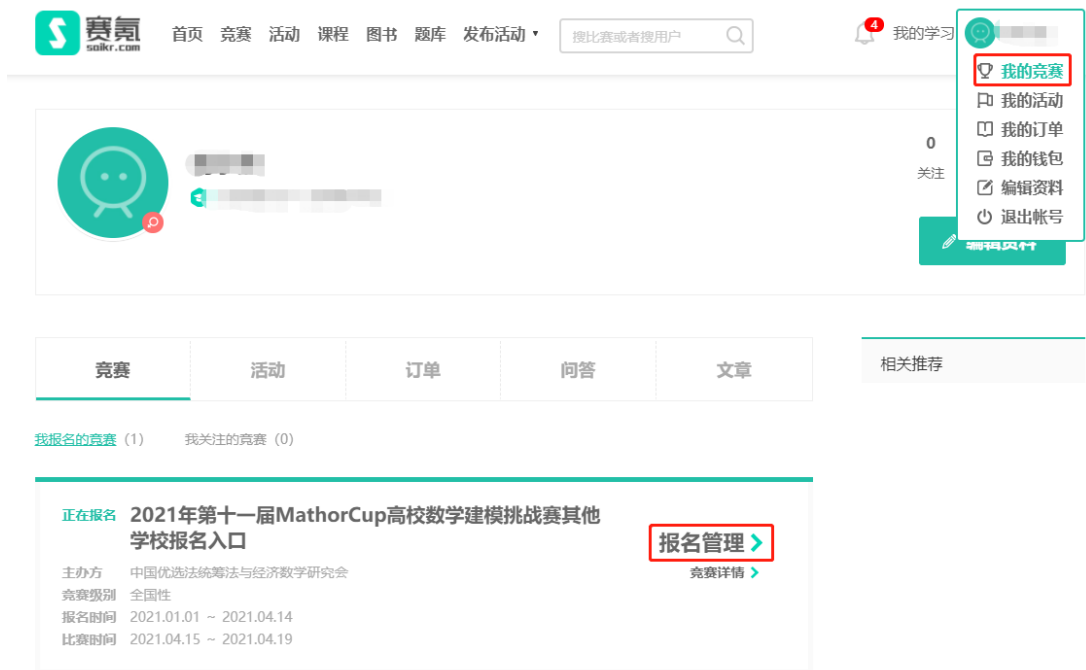 赛氪
saikr.com
首页 竞赛 活动 课程 图书 题库 发布活动
搜比赛或者搜用户
4
我的学习
我的竞赛
我的活动
我的订单
我的钱包
编辑资料
退出帐号
0
关注
编辑资料
竞赛 活动 订单 问答 文章
相关推荐
我报名的竞赛 (1) 我关注的竞赛 (0)
正在报名 2021年第十一届MathorCup高校数学建模挑战赛其他
学校报名入口
报名管理
主办方 中国优选法统筹法与经济数学研究会
竞赛详情
竞赛级别 全国性
报名时间 2021.01.01 ~ 2021.04.14
比赛时间 2021.04.15 ~ 2021.04.19